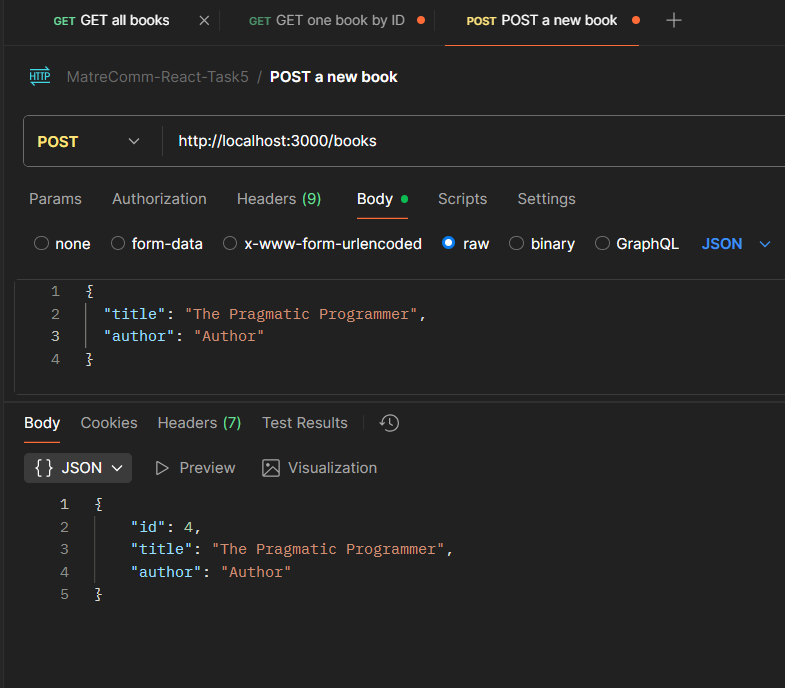 GET GET all books GET GET one book by ID POST POST a new book
HTTP MatreComm-React-Task5 / POST a new book
POST http://localhost:3000/books
Params Authorization Headers (9) Body Scripts Settings
none form-data x-www-form-urlencoded raw binary GraphQL JSON
1 {
2 "title": "The Pragmatic Programmer",
3 "author": "Author"
4 }
Body Cookies Headers (7) Test Results
{} JSON Preview Visualization
1 {
2 "id": 4,
3 "title": "The Pragmatic Programmer",
4 "author": "Author"
5 }